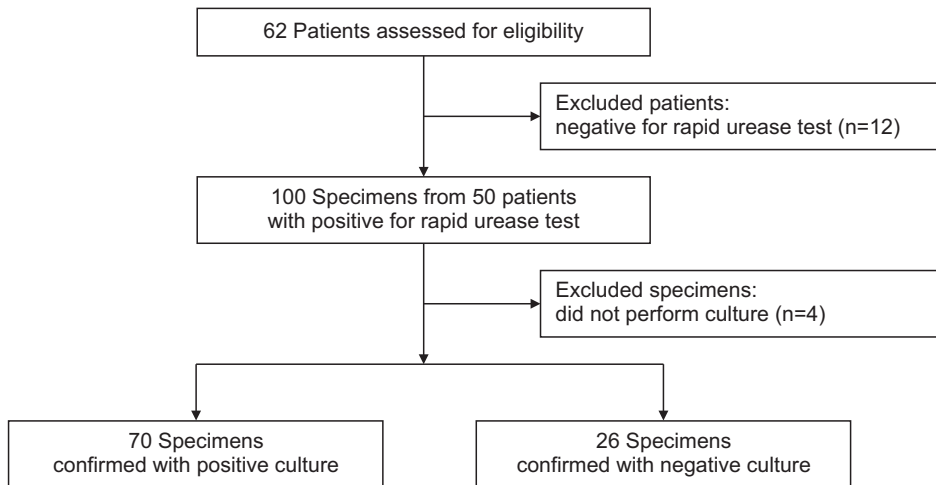 62 Patients assessed for eligibility
Excluded patients:
negative for rapid urease test (n=12)
100 Specimens from 50 patients
with positive for rapid urease test
Excluded specimens:
did not perform culture (n=4)
70 Specimens
confirmed with positive culture
26 Specimens
confirmed with negative culture